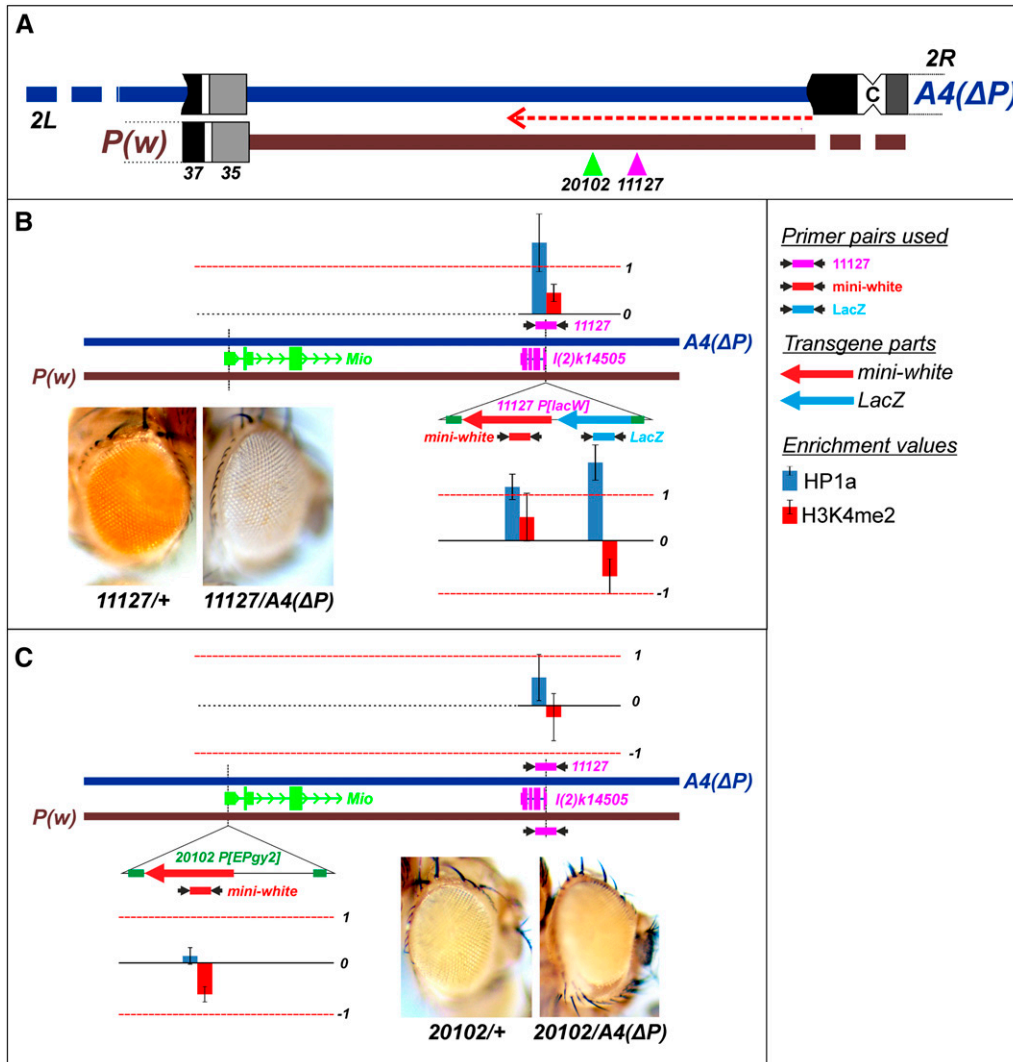 A
2R
C
A4(ΔP)
2L
P(w)
37 35
20102 11127
B
1
0
11127
A4(ΔP)
Mio
l(2)k14505
P(w)
11127 P[lacW]
mini-white
LacZ
1
0
-1
11127/+
11127/A4(ΔP)
Primer pairs used
11127
mini-white
LacZ
Transgene parts
mini-white
LacZ
Enrichment values
HP1a
H3K4me2
C
1
0
-1
11127
A4(ΔP)
Mio
l(2)k14505
P(w)
20102 P[EPgy2]
mini-white
1
0
-1
20102/+
20102/A4(ΔP)